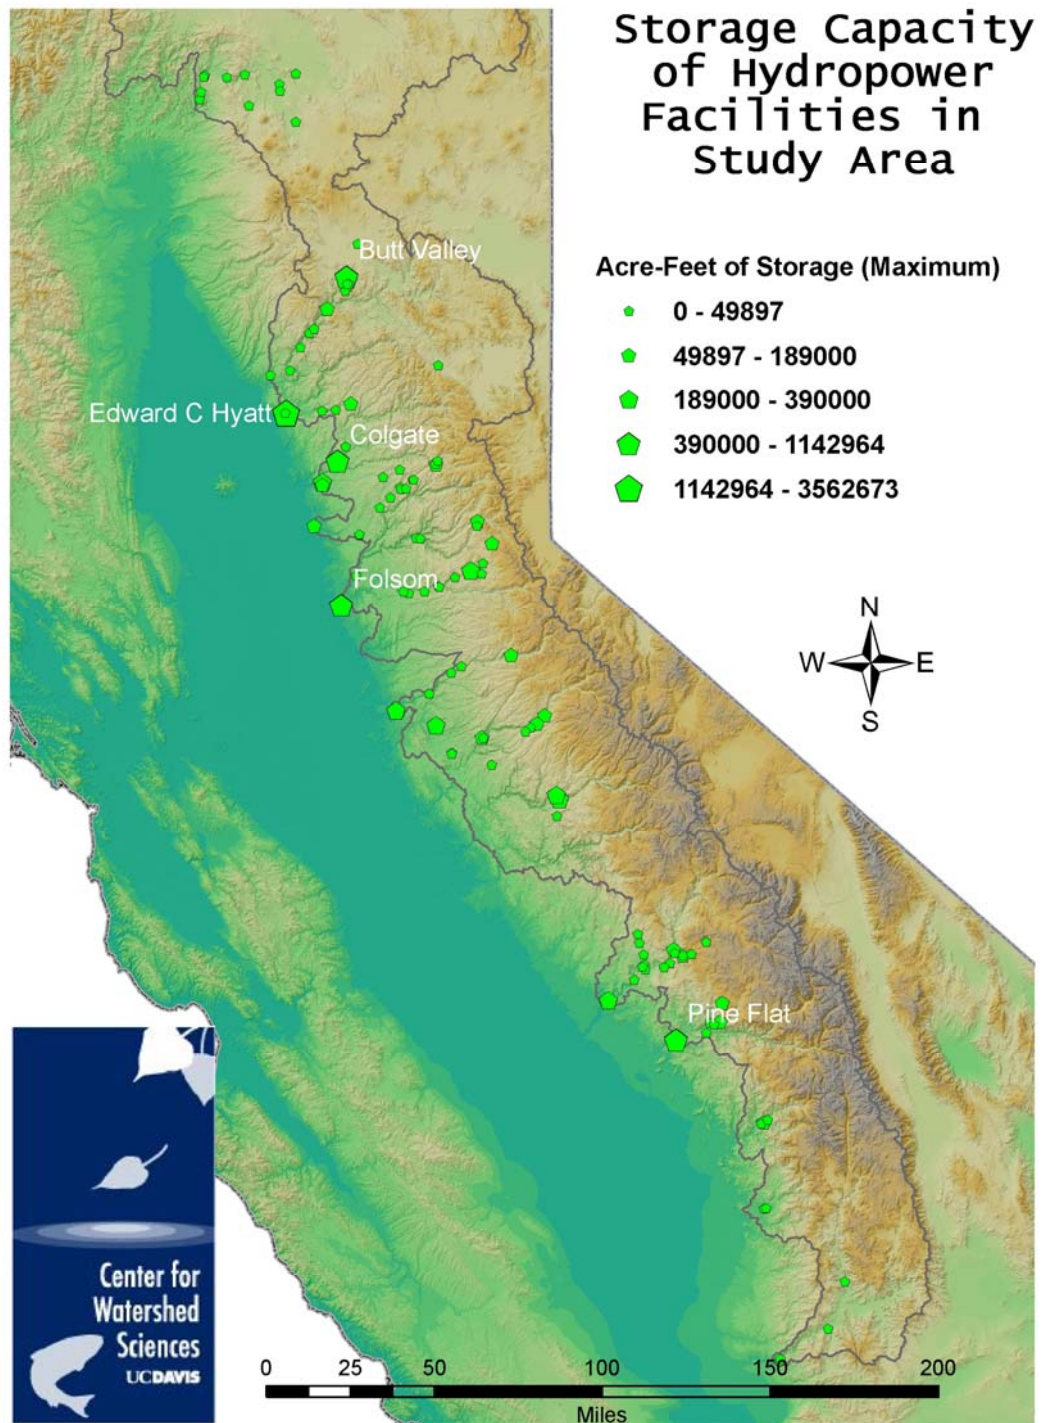 Storage Capacity
of Hydropower
Facilities in
Study Area
Acre-Feet of Storage (Maximum)
0 - 49897
49897 - 189000
189000 - 390000
390000 - 1142964
1142964 - 3562673
Butt Valley
Edward C Hyatt
Colgate
Folsom
N
W E
S
Pine Flat
Center for
Watershed
Sciences
UCDAVIS
0 25 50 100 150 200
Miles